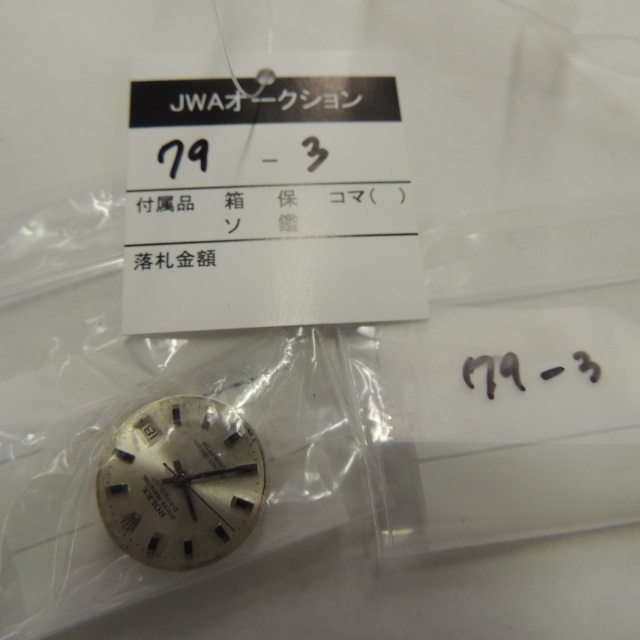 JWAオークション
79 - 3
付属品 箱 保 コマ( )
ソ 鑑
落札金額
79-3
ROLEX